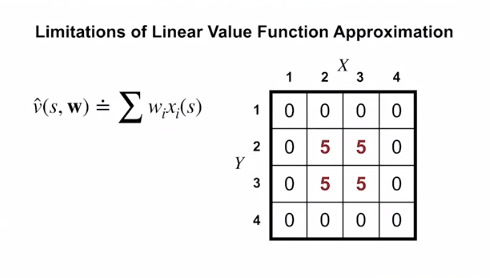 Limitations of Linear Value Function Approximation
v̂(s, w) ≐ ∑ wᵢxᵢ(s)
X
1 2 3 4
Y
1 0 0 0 0
2 0 5 5 0
3 0 5 5 0
4 0 0 0 0